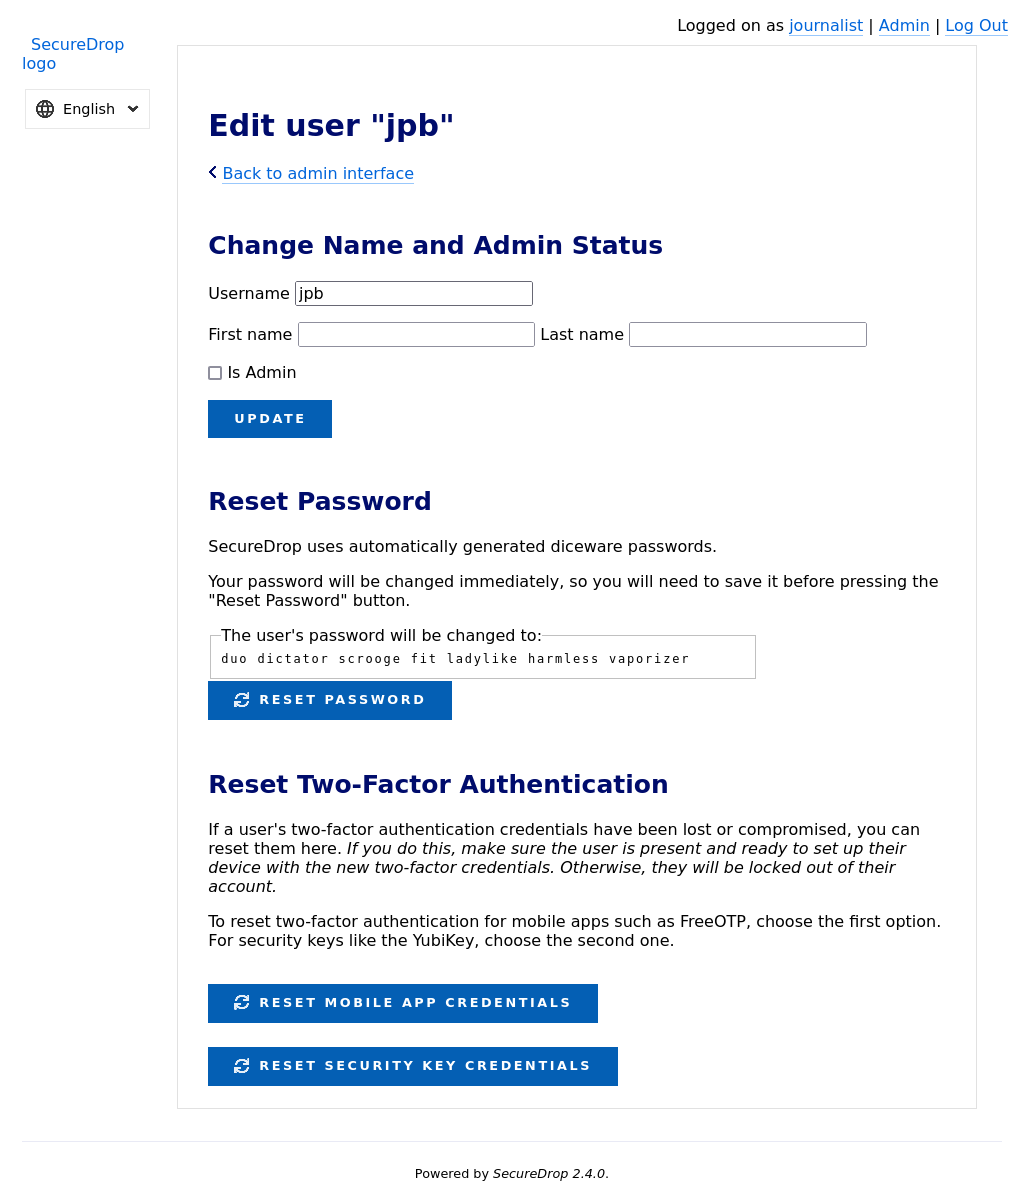 Logged on as journalist | Admin | Log Out
SecureDrop
logo
English
Edit user "jpb"
Back to admin interface
Change Name and Admin Status
Username jpb
First name Last name
Is Admin
UPDATE
Reset Password
SecureDrop uses automatically generated diceware passwords.
Your password will be changed immediately, so you will need to save it before pressing the
"Reset Password" button.
The user's password will be changed to:
duo dictator scrooge fit ladylike harmless vaporizer
RESET PASSWORD
Reset Two-Factor Authentication
If a user's two-factor authentication credentials have been lost or compromised, you can
reset them here. If you do this, make sure the user is present and ready to set up their
device with the new two-factor credentials. Otherwise, they will be locked out of their
account.
To reset two-factor authentication for mobile apps such as FreeOTP, choose the first option.
For security keys like the YubiKey, choose the second one.
RESET MOBILE APP CREDENTIALS
RESET SECURITY KEY CREDENTIALS
Powered by SecureDrop 2.4.0.